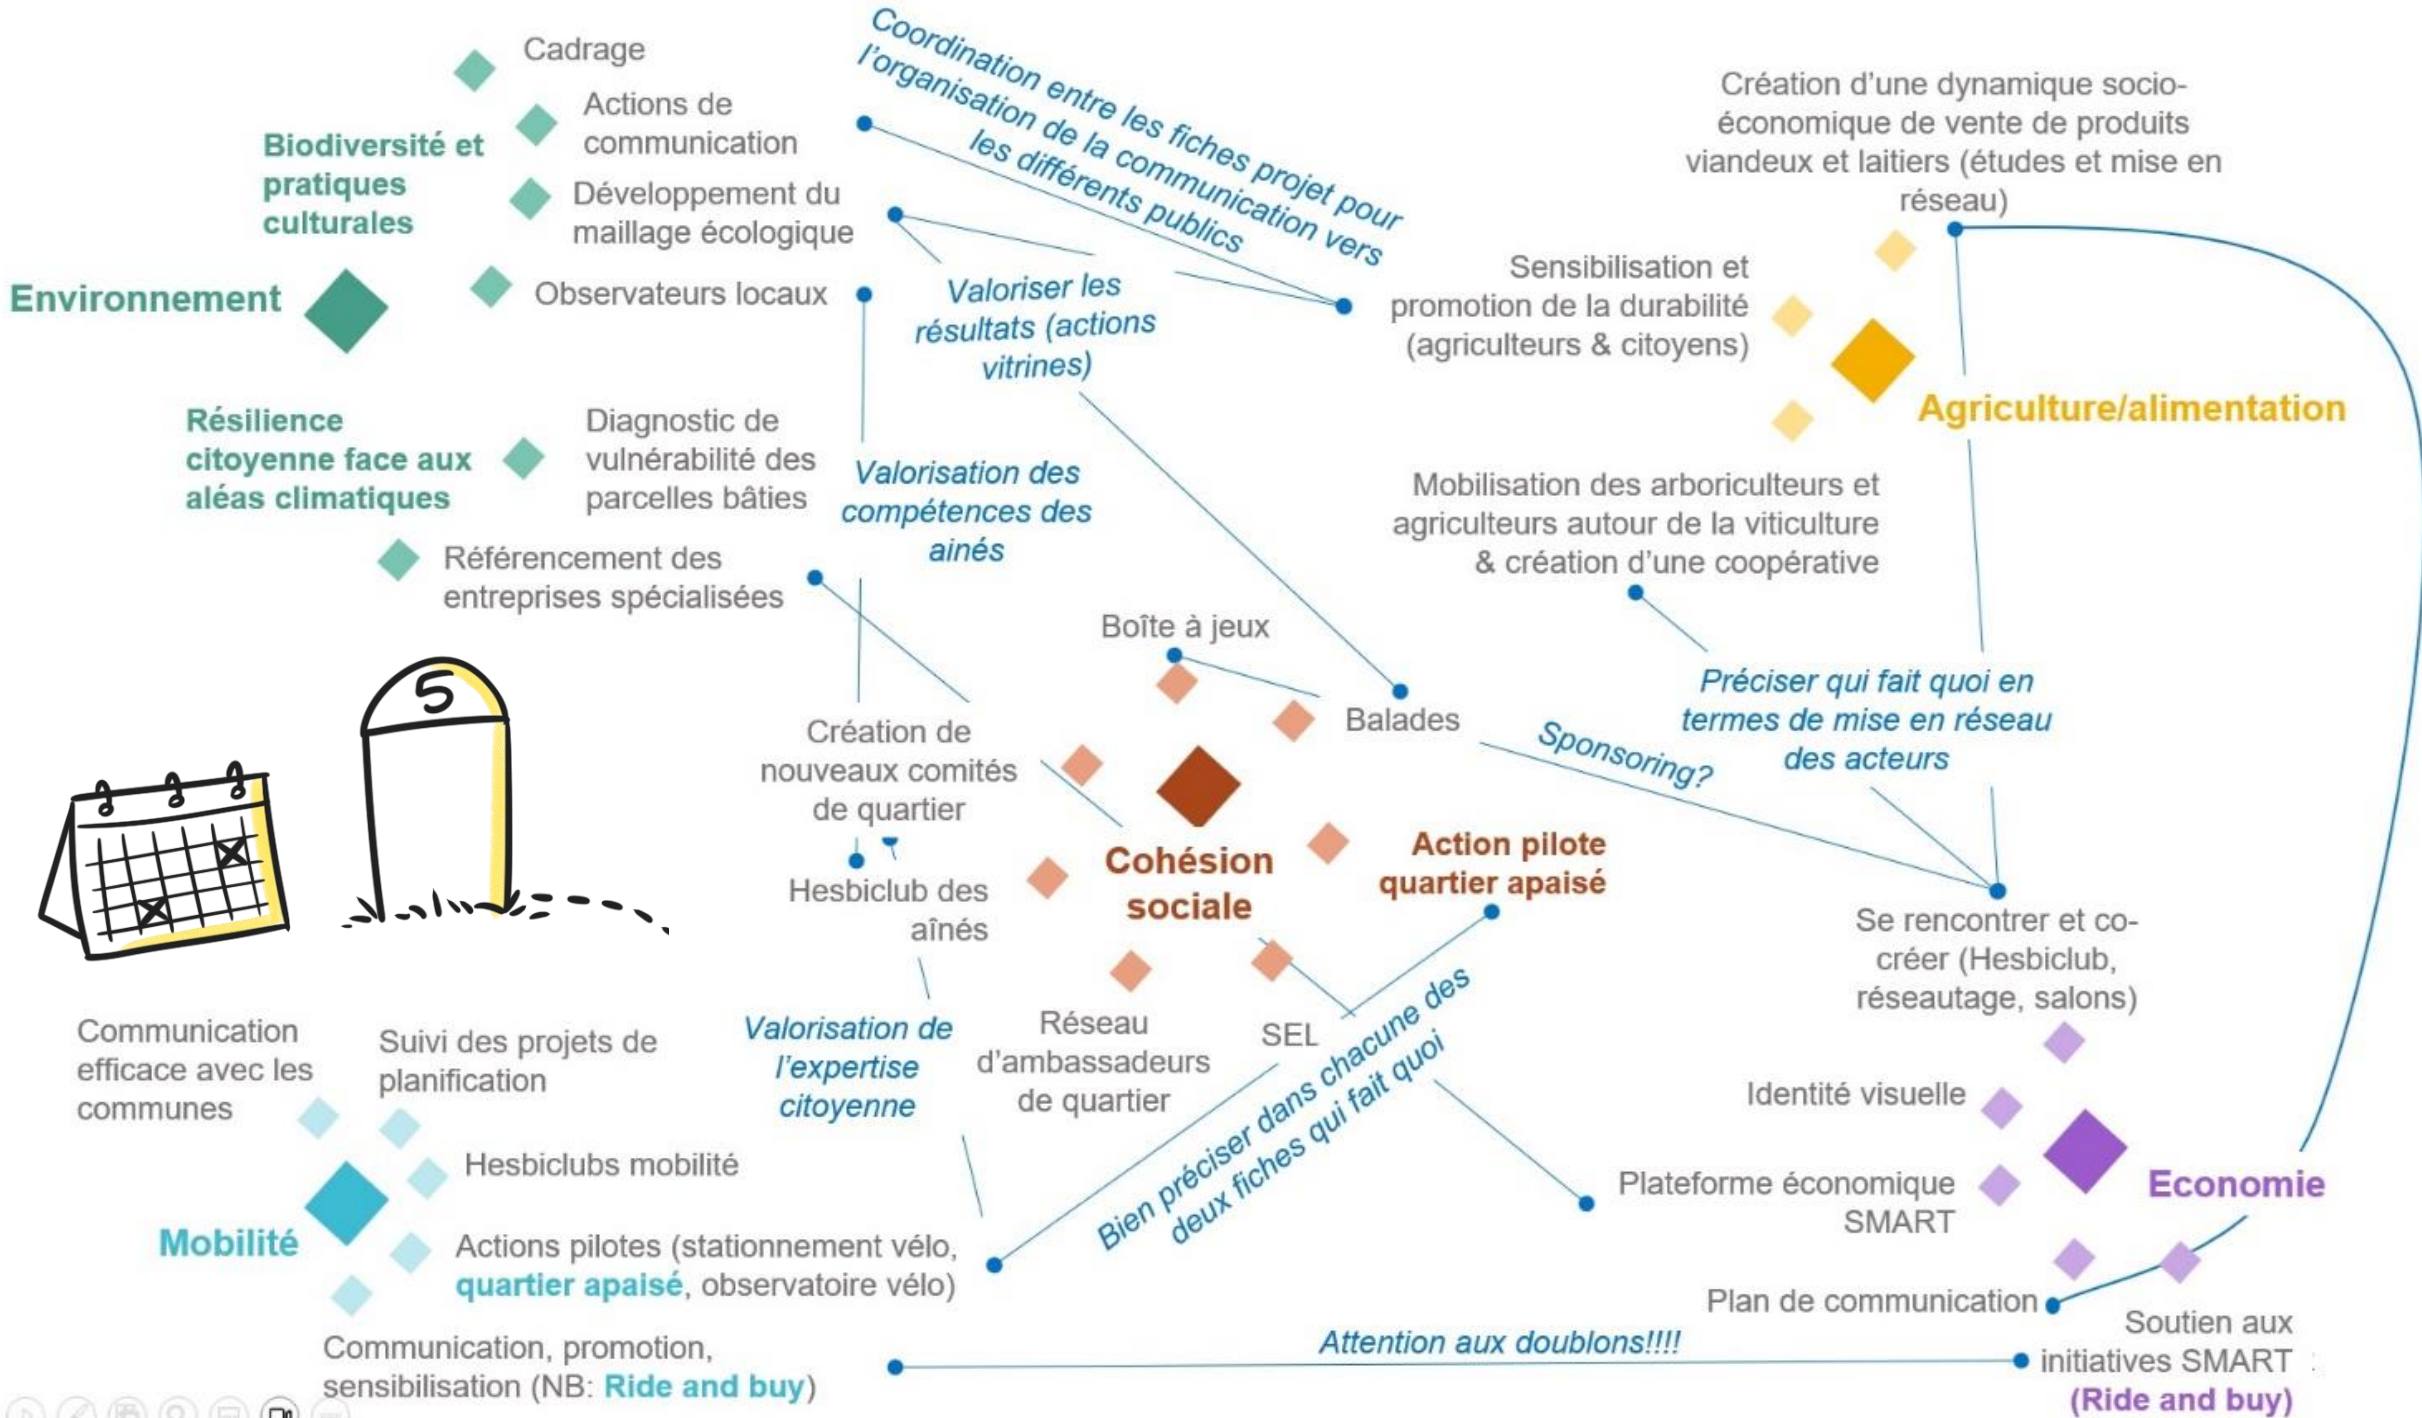 Cadrage
Actions de
communication
Biodiversité et
pratiques
culturales
Développement du
maillage écologique
Environnement
Observateurs locaux
Coordination entre les fiches projet pour
l'organisation de la communication vers
les différents publics
Valoriser les
résultats (actions
vitrines)
Création d'une dynamique socio-
économique de vente de produits
viandeux et laitiers (études et mise en
réseau)
Sensibilisation et
promotion de la durabilité
(agriculteurs & citoyens)
Agriculture/alimentation
Mobilisation des arboriculteurs et
agriculteurs autour de la viticulture
& création d'une coopérative
Résilience
citoyenne face aux
aléas climatiques
Diagnostic de
vulnérabilité des
parcelles bâties
Référencement des
entreprises spécialisées
Valorisation des
compétences des
ainés
Boîte à jeux
Balades
Sponsoring?
Préciser qui fait quoi en
termes de mise en réseau
des acteurs
5
Création de
nouveaux comités
de quartier
Hesbiclub des
aînés
Cohésion
sociale
Action pilote
quartier apaisé
Se rencontrer et co-
créer (Hesbiclub,
réseautage, salons)
Valorisation de
l'expertise
citoyenne
Réseau
d'ambassadeurs
de quartier
SEL
Bien préciser dans chacune des
deux fiches qui fait quoi
Communication
efficace avec les
communes
Suivi des projets de
planification
Hesbiclubs mobilité
Mobilité
Actions pilotes (stationnement vélo,
quartier apaisé, observatoire vélo)
Communication, promotion,
sensibilisation (NB: Ride and buy)
Identité visuelle
Plateforme économique
SMART
Economie
Plan de communication
Attention aux doublons!!!!
Soutien aux
initiatives SMART
(Ride and buy)